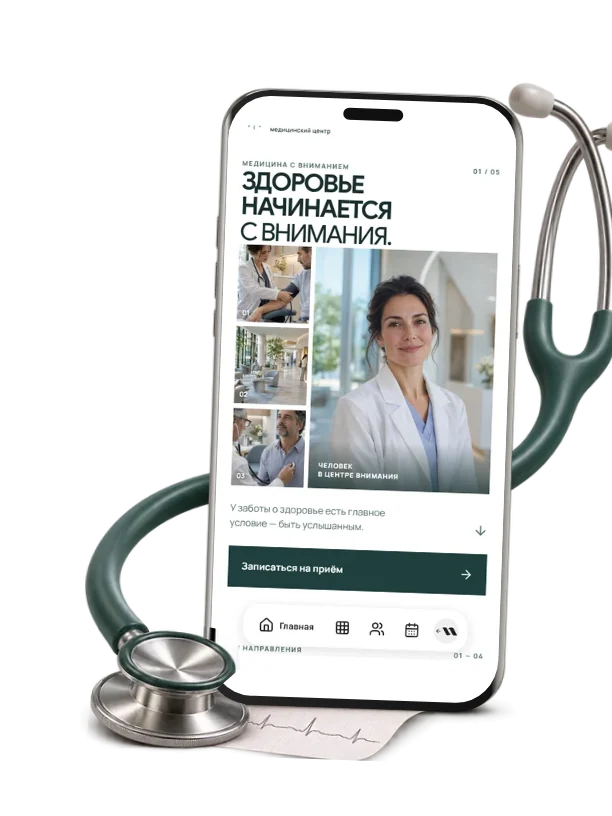 медицинский центр
МЕДИЦИНА С ВНИМАНИЕМ
01 / 05
ЗДОРОВЬЕ
НАЧИНАЕТСЯ
С ВНИМАНИЯ.
01
02
03
ЧЕЛОВЕК
В ЦЕНТРЕ ВНИМАНИЯ
У заботы о здоровье есть главное
условие — быть услышанным.
Записаться на приём
Главная
/ НАПРАВЛЕНИЯ
01 — 04